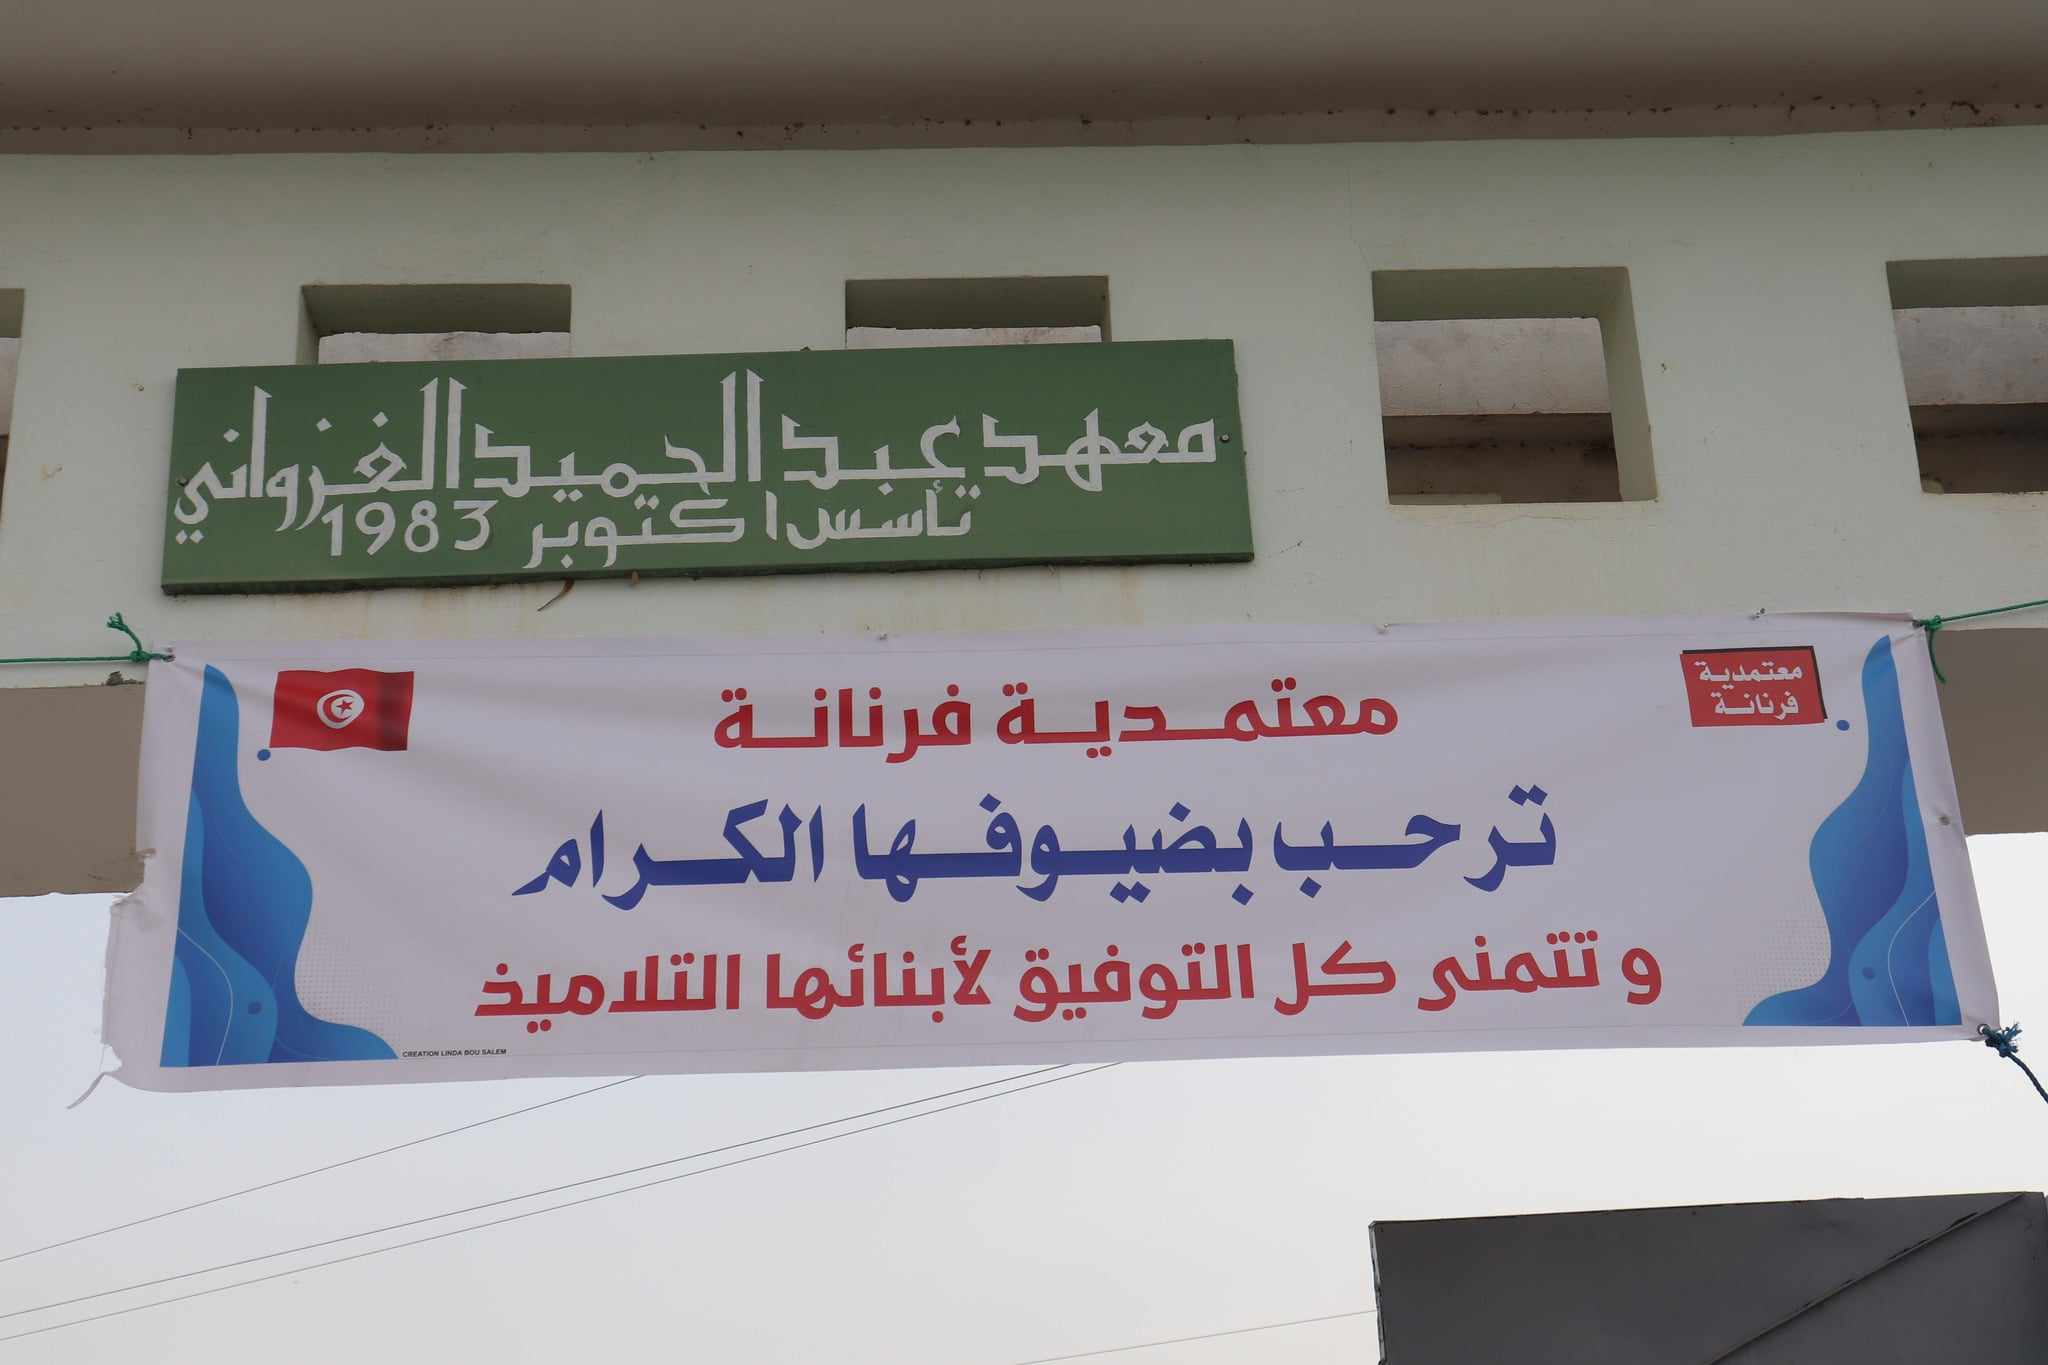 معهد عبد الحميد الغزواني
تأسس اكتوبر 1983
معتمدية
فرنانة
معتمدية فرنانة
ترحب بضيوفها الكرام
و تتمنى كل التوفيق لأبنائها التلاميذ
CREATION LINDA BOU SALEM